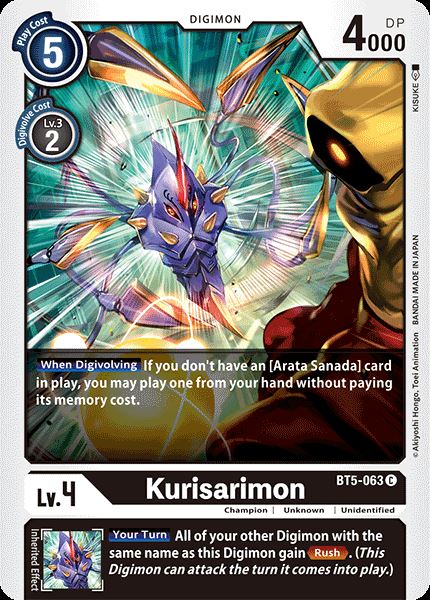 Play Cost
5
DIGIMON
4000
DP
Digivolve Cost
Lv.3
2
KISUKE
When Digivolving If you don't have an [Arata Sanada] card
in play, you may play one from your hand without paying
its memory cost.
©Akiyoshi Hongo, Toei Animation BANDAI MADE IN JAPAN
Lv.4
Kurisarimon
BT5-063 C
Champion | Unknown | Unidentified
Inherited Effect
Your Turn All of your other Digimon with the
same name as this Digimon gain Rush. (This
Digimon can attack the turn it comes into play.)